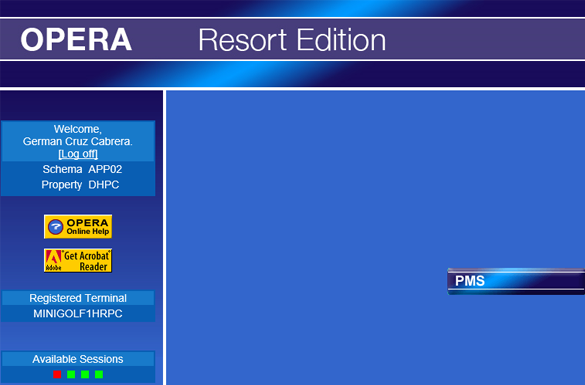 OPERA Resort Edition
Welcome,
German Cruz Cabrera.
[Log off]
Schema APP02
Property DHPC
OPERA
Online Help
Get Acrobat®
Reader
Adobe
PMS
Registered Terminal
MINIGOLF1HRPC
Available Sessions